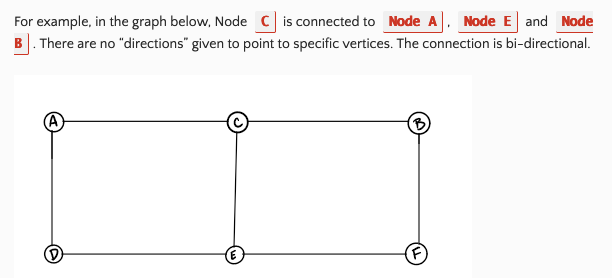 For example, in the graph below, Node C is connected to Node A, Node E and Node
B. There are no "directions" given to point to specific vertices. The connection is bi-directional.
A C B
D E F